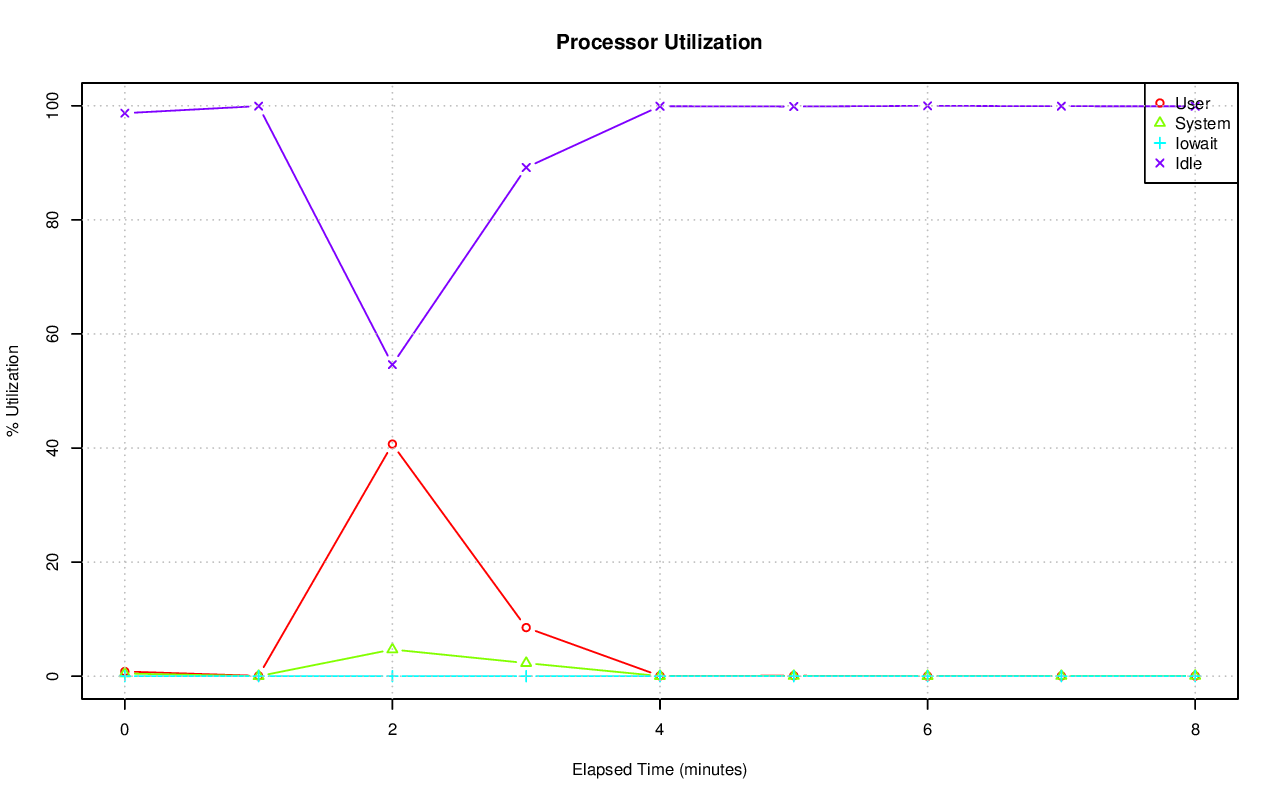 Processor Utilization
100
80
60
40
20
0
% Utilization
User
System
Iowait
Idle
0 2 4 6 8
Elapsed Time (minutes)